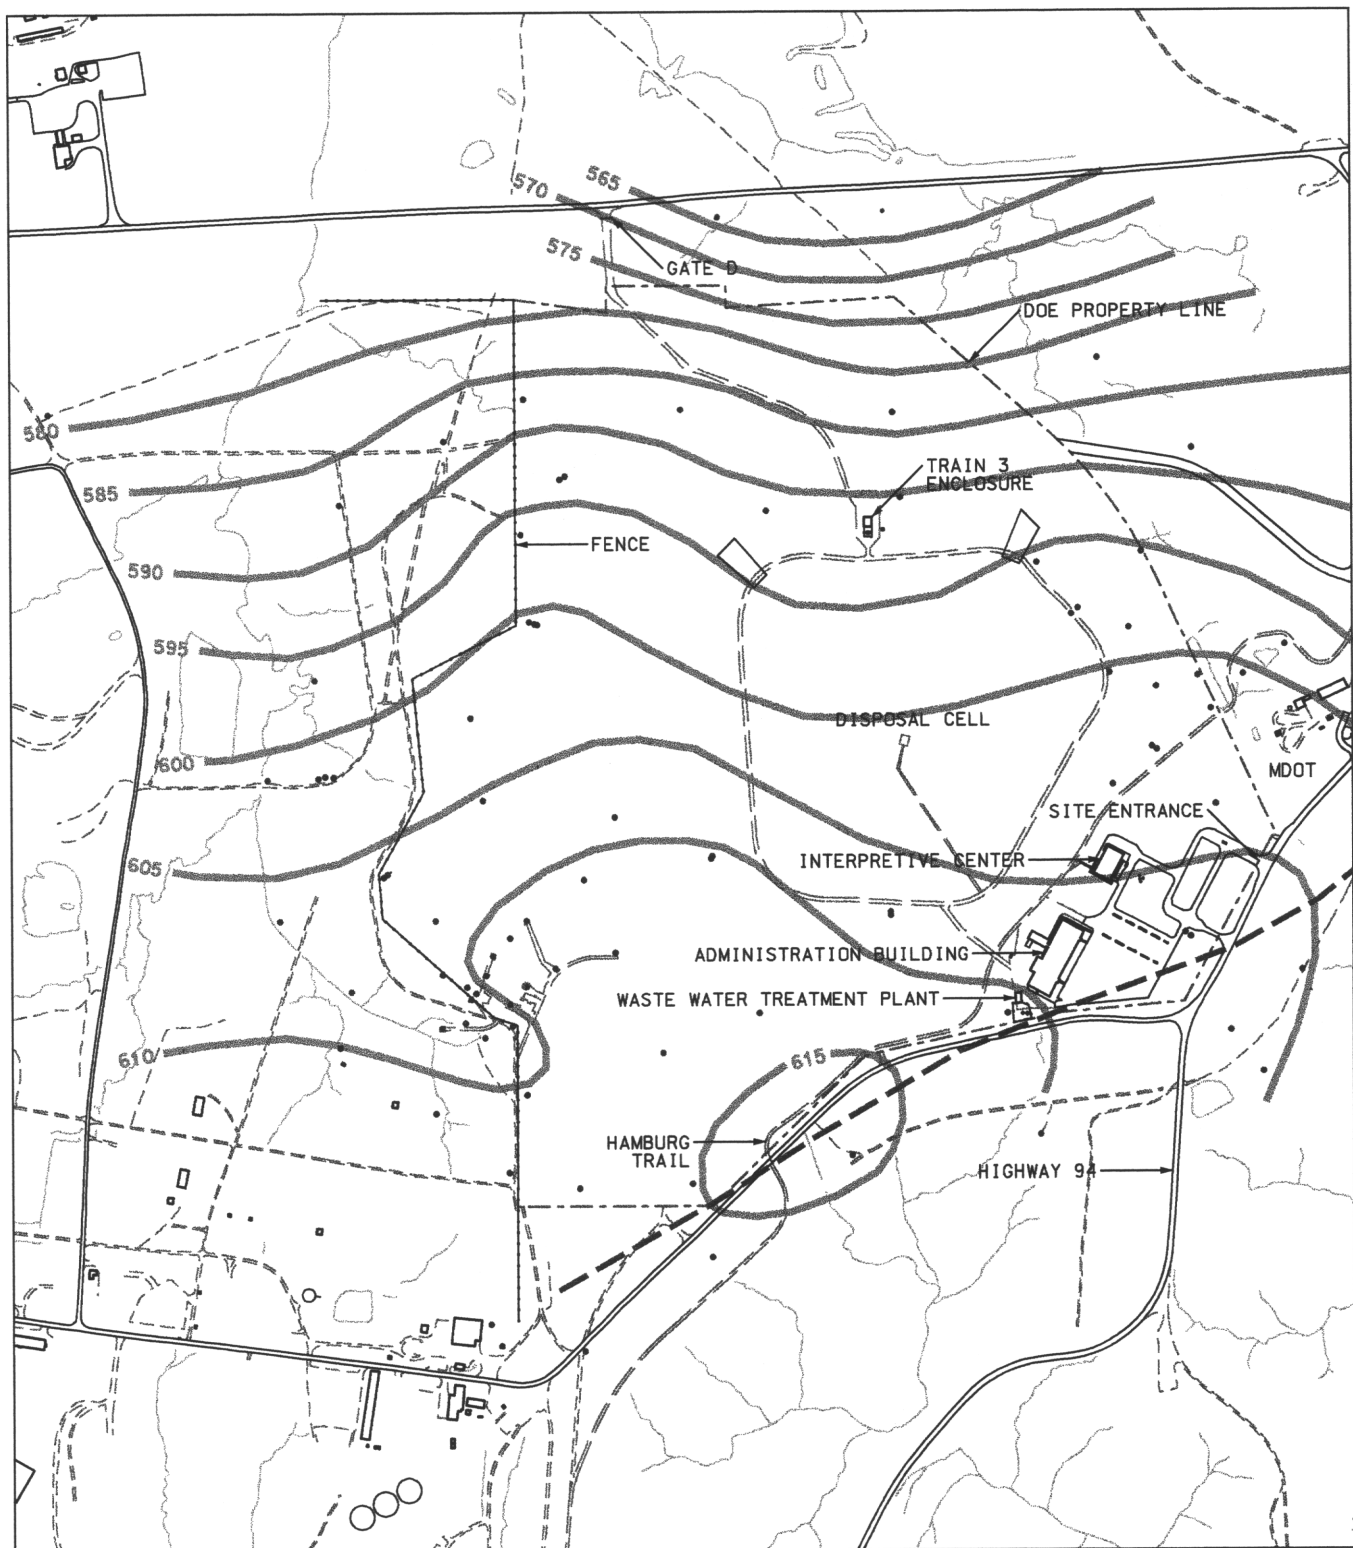 565
570
575
GATE D
DOE PROPERTY LINE
580
TRAIN 3
ENCLOSURE
585
FENCE
590
595
DISPOSAL CELL
600
MDOT
SITE ENTRANCE
605
INTERPRETIVE CENTER
ADMINISTRATION BUILDING
WASTE WATER TREATMENT PLANT
610
615
HAMBURG
TRAIL
HIGHWAY 94